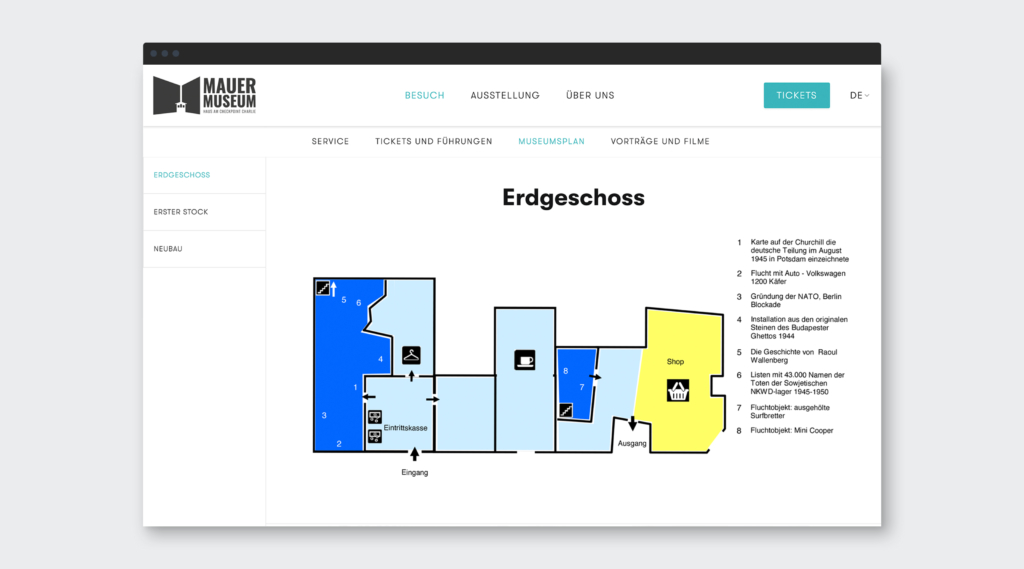 MAUER
MUSEUM
HAUS AM CHECKPOINT CHARLIE
BESUCH
AUSSTELLUNG
ÜBER UNS
TICKETS
DE
SERVICE
TICKETS UND FÜHRUNGEN
MUSEUMSPLAN
VORTRÄGE UND FILME
ERDGESCHOSS
ERSTER STOCK
NEUBAU
Erdgeschoss
5
6
4
1
3
2
Eintrittskasse
Eingang
8
7
Shop
Ausgang
1 Karte auf der Churchill die
deutsche Teilung im August
1945 in Potsdam einzeichnete
2 Flucht mit Auto - Volkswagen
1200 Käfer
3 Gründung der NATO, Berlin
Blockade
4 Installation aus den originalen
Steinen des Budapester
Ghettos 1944
5 Die Geschichte von Raoul
Wallenberg
6 Listen mit 43.000 Namen der
Toten der Sowjetischen
NKWD-lager 1945-1950
7 Fluchtobjekt: ausgehölte
Surfbretter
8 Fluchtobjekt: Mini Cooper